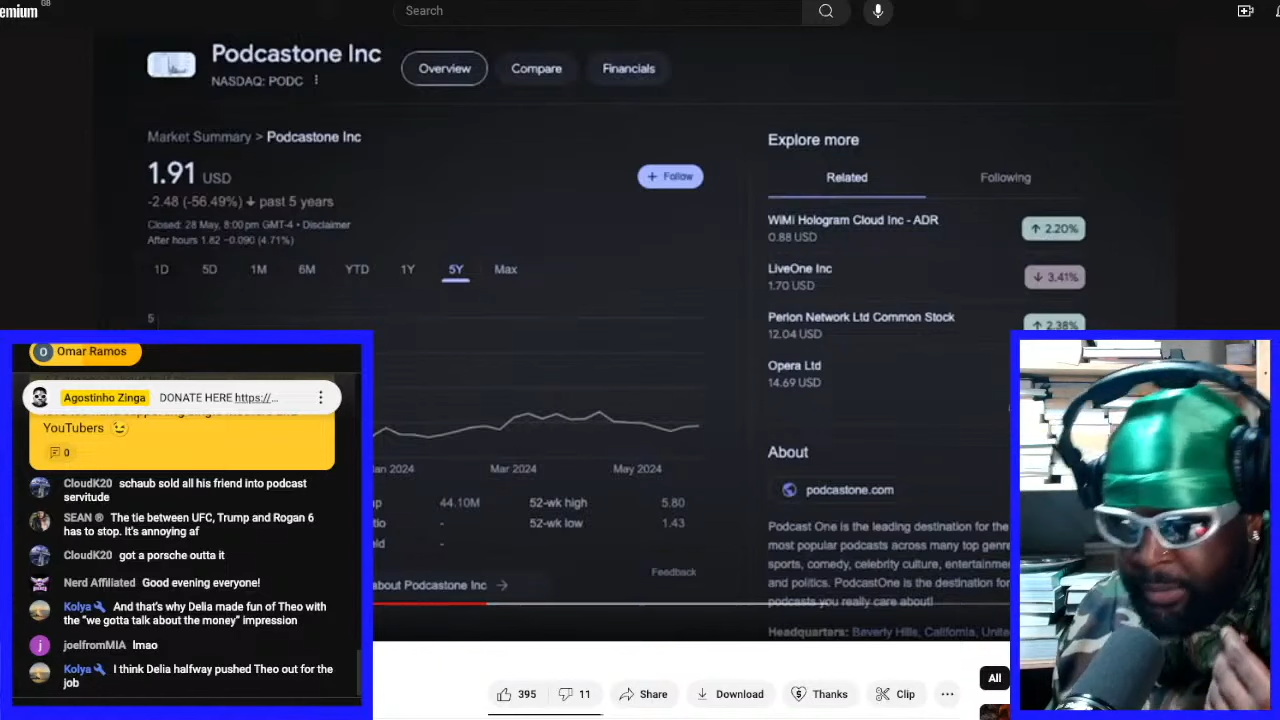 emium GB
Search
Podcastone Inc
NASDAQ: PODC
Overview
Compare
Financials
Market Summary > Podcastone Inc
1.91 USD
-2.48 (-56.49%) ↓ past 5 years
Closed: 28 May, 8:00 pm GMT-4 • Disclaimer
After hours 1.82 -0.090 (4.71%)
+ Follow
1D 5D 1M 6M YTD 1Y 5Y Max
5
Jan 2024 Mar 2024 May 2024
44.10M 52-wk high 5.80
- 52-wk low 1.43
-
Feedback
about Podcastone Inc →
Explore more
Related Following
WiMi Hologram Cloud Inc - ADR
0.88 USD
↑ 2.20%
LiveOne Inc
1.70 USD
↓ 3.41%
Perion Network Ltd Common Stock
12.04 USD
↑ 2.38%
Opera Ltd
14.69 USD
About
podcastone.com
Podcast One is the leading destination for the
most popular podcasts across many top genre
sports, comedy, celebrity culture, entertainme
and politics. PodcastOne is the destination for
podcasts you really care about!
Headquarters: Beverly Hills, California, Unite
O Omar Ramos
Agostinho Zinga DONATE HERE https://...
YouTubers 😉
0
CloudK20 schaub sold all his friend into podcast
servitude
SEAN ® The tie between UFC, Trump and Rogan 6
has to stop. It's annoying af
CloudK20 got a porsche outta it
Nerd Affiliated Good evening everyone!
Kolya And that's why Delia made fun of Theo with
the "we gotta talk about the money" impression
j joelfromMIA lmao
Kolya I think Delia halfway pushed Theo out for the
job
395 11 Share Download Thanks Clip ...
All